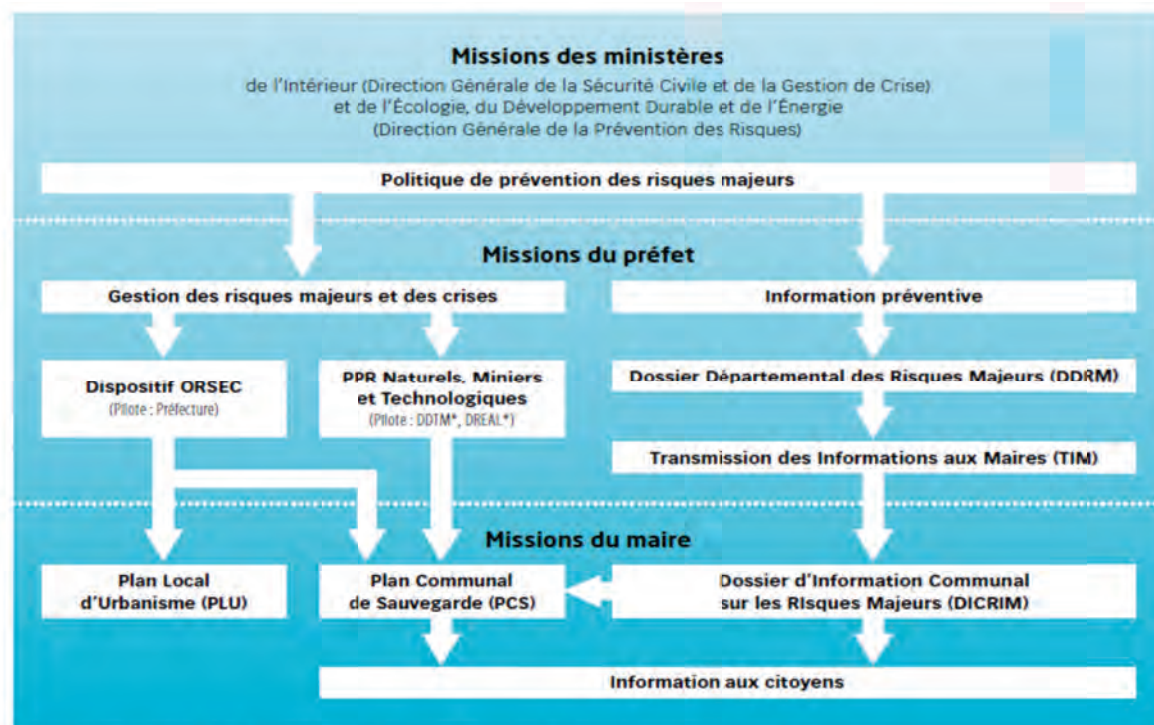 Missions des ministères
de l'Intérieur (Direction Générale de la Sécurité Civile et de la Gestion de Crise)
et de l'Écologie, du Développement Durable et de l'Énergie
(Direction Générale de la Prévention des Risques)
Politique de prévention des risques majeurs
Missions du préfet
Gestion des risques majeurs et des crises
Information préventive
Dispositif ORSEC
(Pilote : Préfecture)
PPR Naturels, Miniers
et Technologiques
(Pilote : DDTM*, DREAL*)
Dossier Départemental des Risques Majeurs (DDRM)
Transmission des Informations aux Maires (TIM)
Missions du maire
Plan Local
d'Urbanisme (PLU)
Plan Communal
de Sauvegarde (PCS)
Dossier d'Information Communal
sur les RIsques Majeurs (DICRIM)
Information aux citoyens